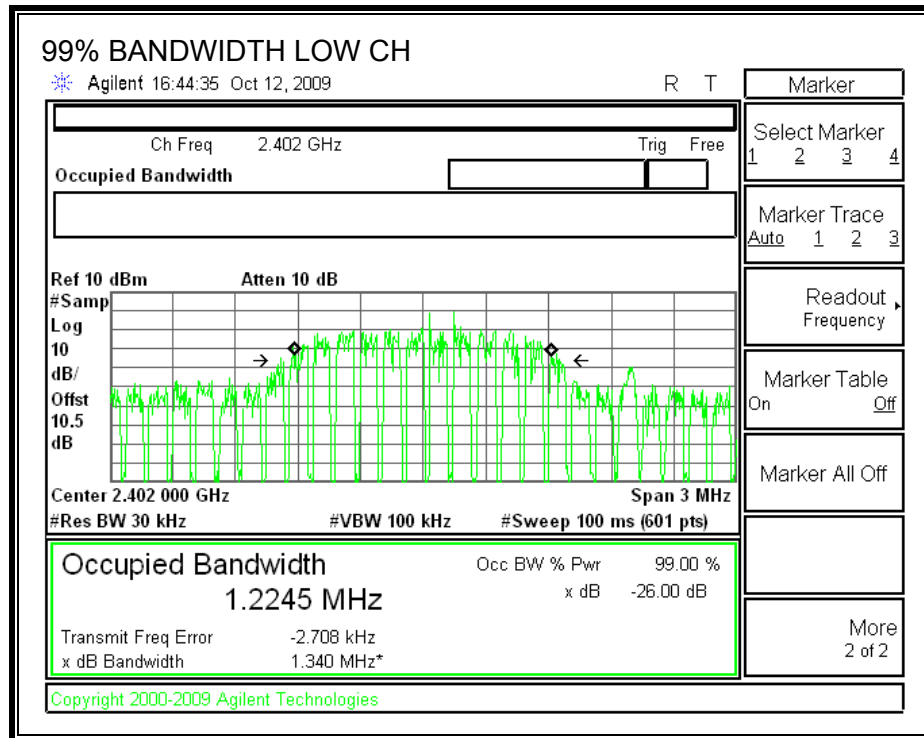 99% BANDWIDTH LOW CH
Agilent 16:44:35 Oct 12, 2009 R T
Ch Freq 2.402 GHz Trig Free
Occupied Bandwidth
Ref 10 dBm Atten 10 dB
#Samp
Log
10
dB/
Offst
10.5
dB
Center 2.402 000 GHz Span 3 MHz
#Res BW 30 kHz #VBW 100 kHz #Sweep 100 ms (601 pts)
Occupied Bandwidth Occ BW % Pwr 99.00 %
1.2245 MHz x dB -26.00 dB
Transmit Freq Error -2.708 kHz
x dB Bandwidth 1.340 MHz*
Copyright 2000-2009 Agilent Technologies
Marker
Select Marker
1 2 3 4
Marker Trace
Auto 1 2 3
Readout
Frequency
Marker Table
On Off
Marker All Off
More
2 of 2